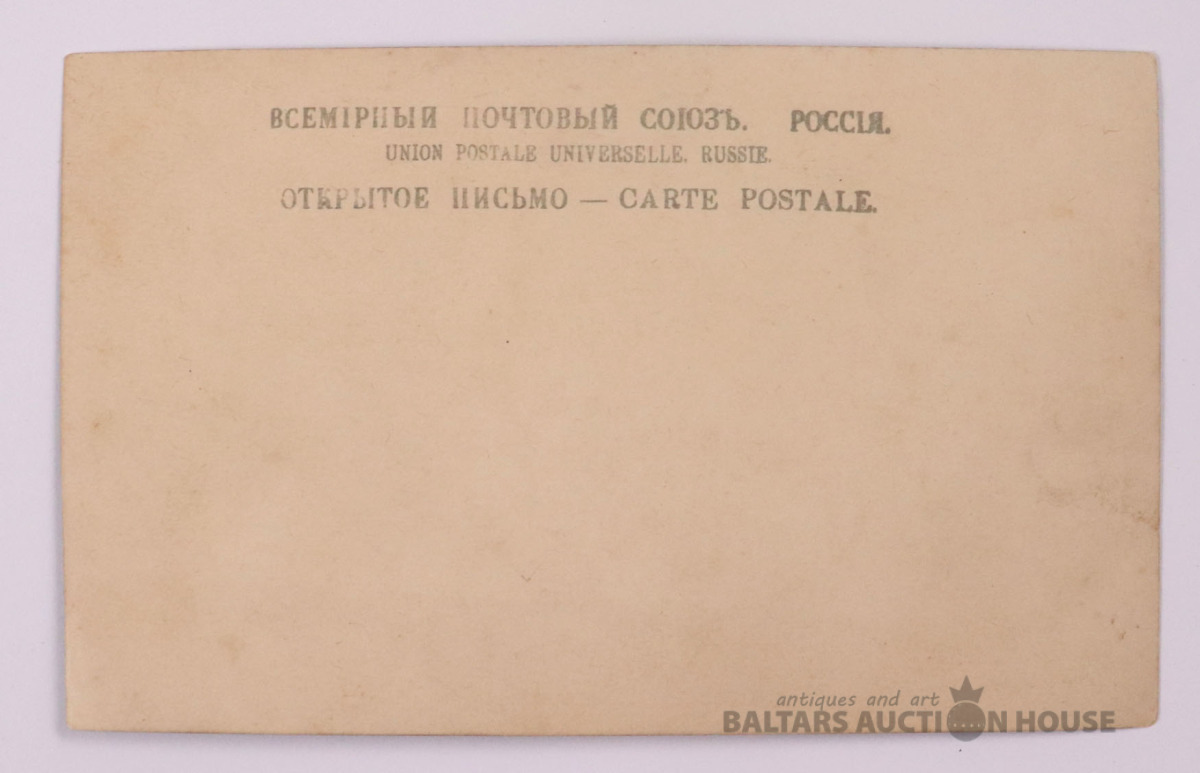 ВСЕМІРНЫЙ ПОЧТОВЫЙ СОЮЗЪ. РОССІЯ.
UNION POSTALE UNIVERSELLE. RUSSIE.
ОТКРЫТОЕ ПИСЬМО — CARTE POSTALE.
antiques and art
BALTARS AUCTION HOUSE